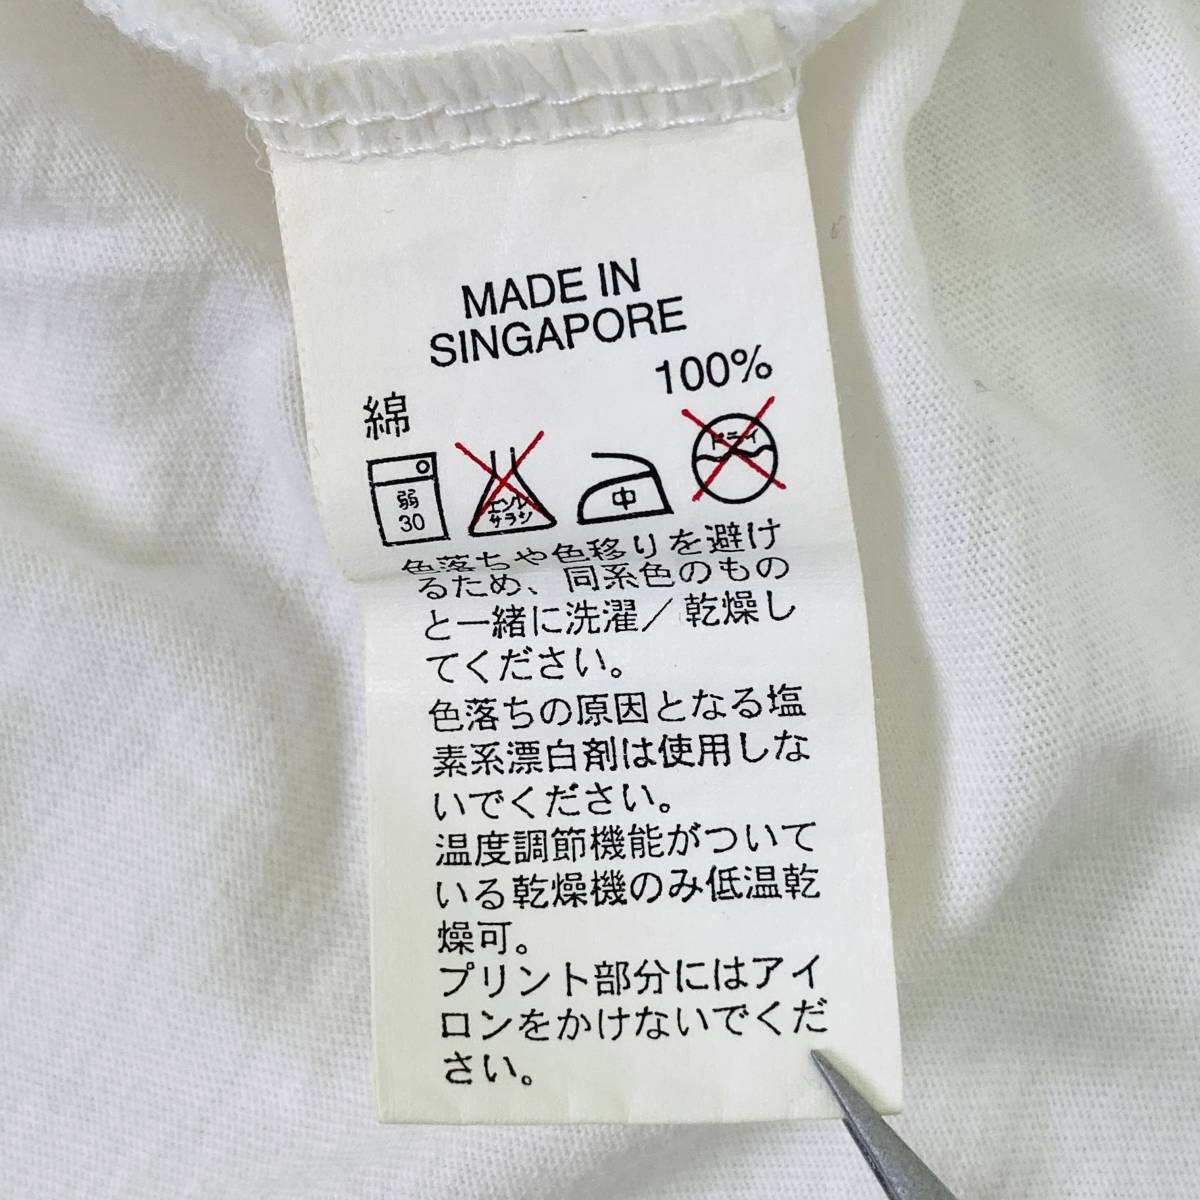 MADE IN
SINGAPORE
綿 100%
弱
30
エンソ
サラシ
中
ドライ
色落ちや色移りを避け
るため、同系色のもの
と一緒に洗濯／乾燥し
てください。
色落ちの原因となる塩
素系漂白剤は使用しな
いでください。
温度調節機能がついて
いる乾燥機のみ低温乾
燥可。
プリント部分にはアイ
ロンをかけないでくだ
さい。